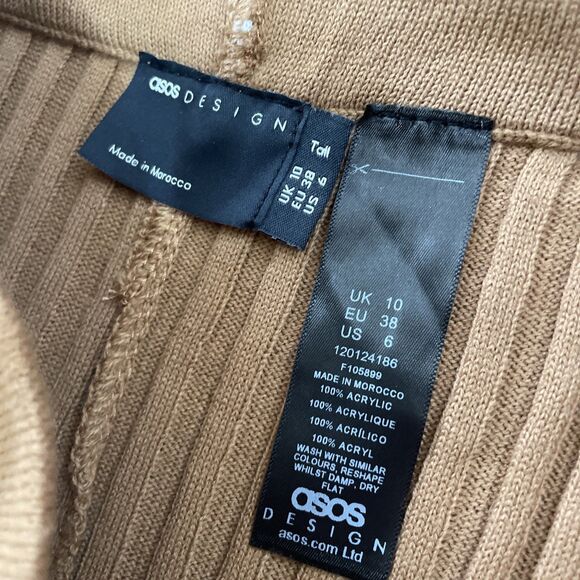 asos DESIGN
Made in Morocco
Tall
UK 10
EU 38
US 6
UK 10
EU 38
US 6
120124186
F105899
MADE IN MOROCCO
100% ACRYLIC
100% ACRYLIQUE
100% ACRÍLICO
100% ACRYL
WASH WITH SIMILAR
COLOURS, RESHAPE
WHILST DAMP, DRY
FLAT
asos
DESIGN
asos.com Ltd